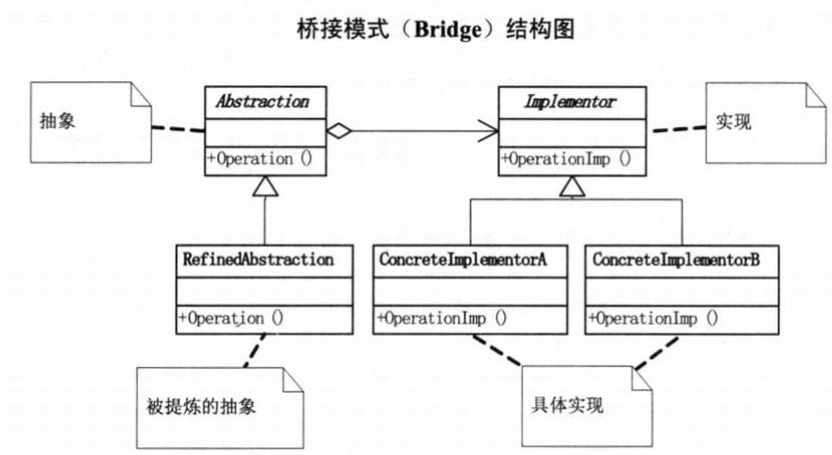 桥接模式（Bridge）结构图
抽象
Abstraction
+Operation ()
Implementor
+OperationImp ()
实现
RefinedAbstraction
+Operation ()
ConcreteImplementorA
+OperationImp ()
ConcreteImplementorB
+OperationImp ()
被提炼的抽象
具体实现